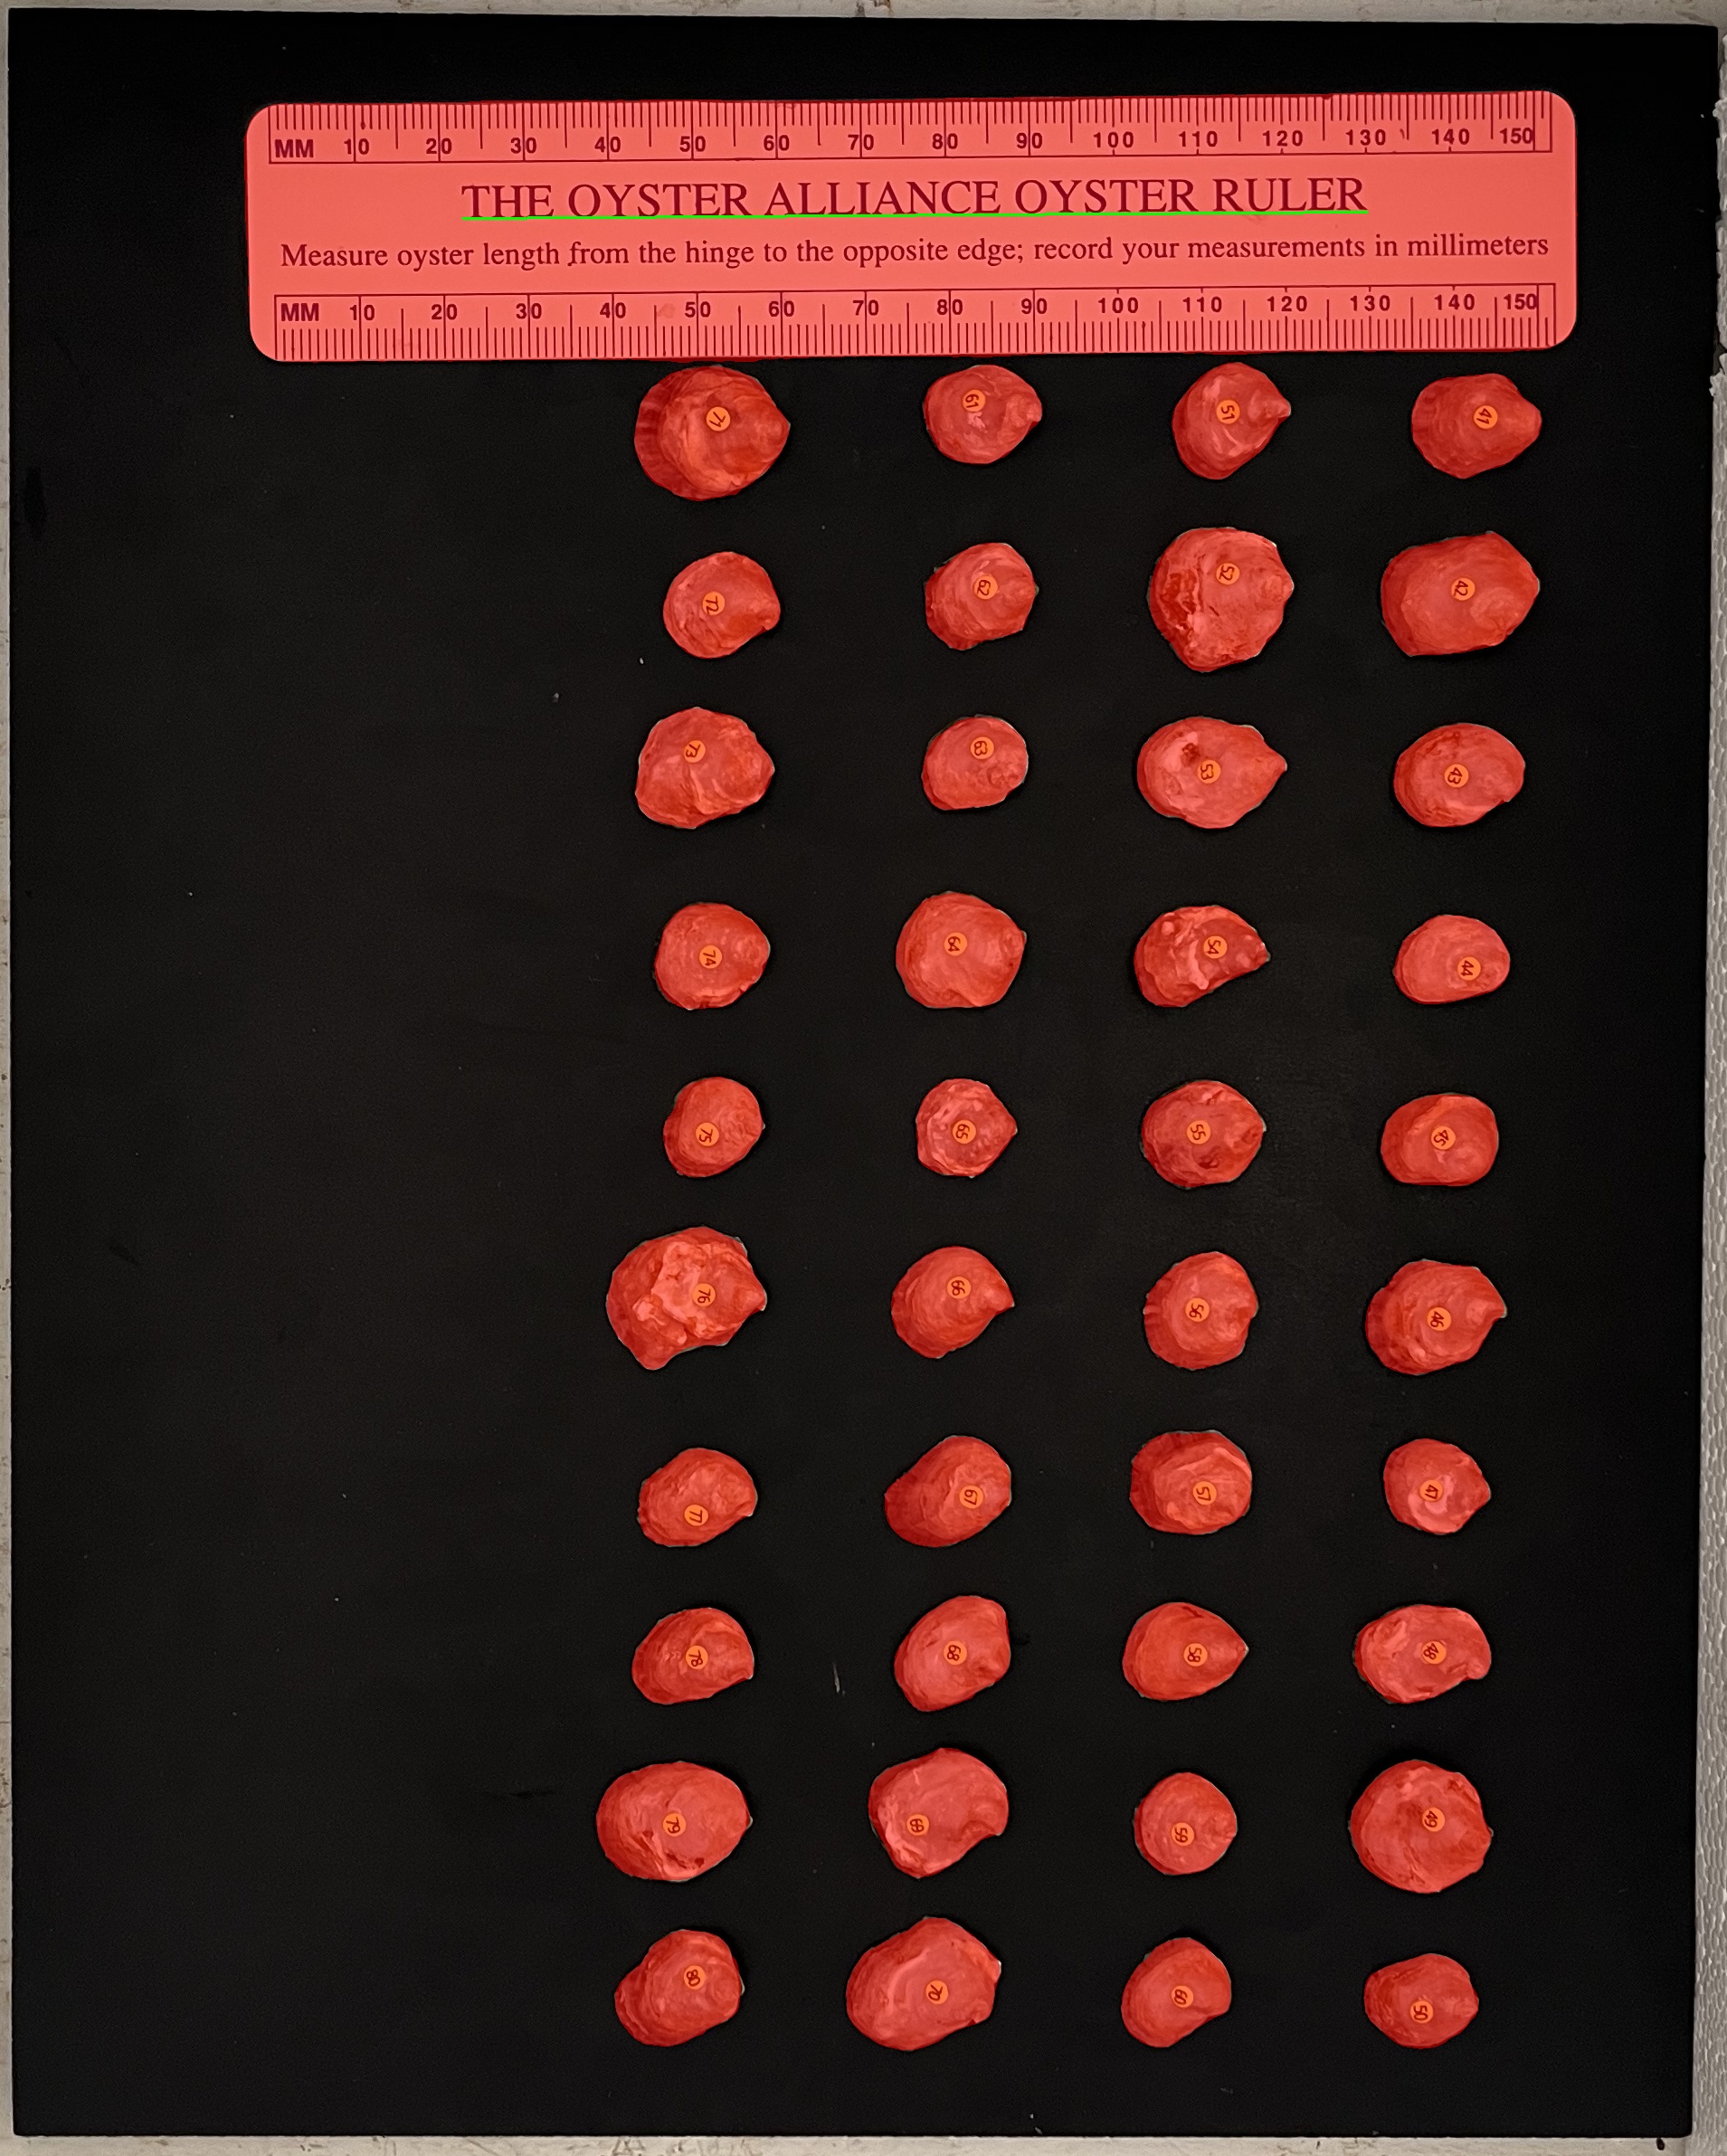 MM 10 20 30 40 50 60 70 80 90 100 110 120 130 140 150
THE OYSTER ALLIANCE OYSTER RULER
Measure oyster length from the hinge to the opposite edge; record your measurements in millimeters
MM 10 20 30 40 50 60 70 80 90 100 110 120 130 140 150
71 61 51 41
72 62 52 42
73 63 53 43
74 64 54 44
75 65 55 45
76 66 56 46
77 67 57 47
78 68 58 48
79 69 59 49
80 70 60 50